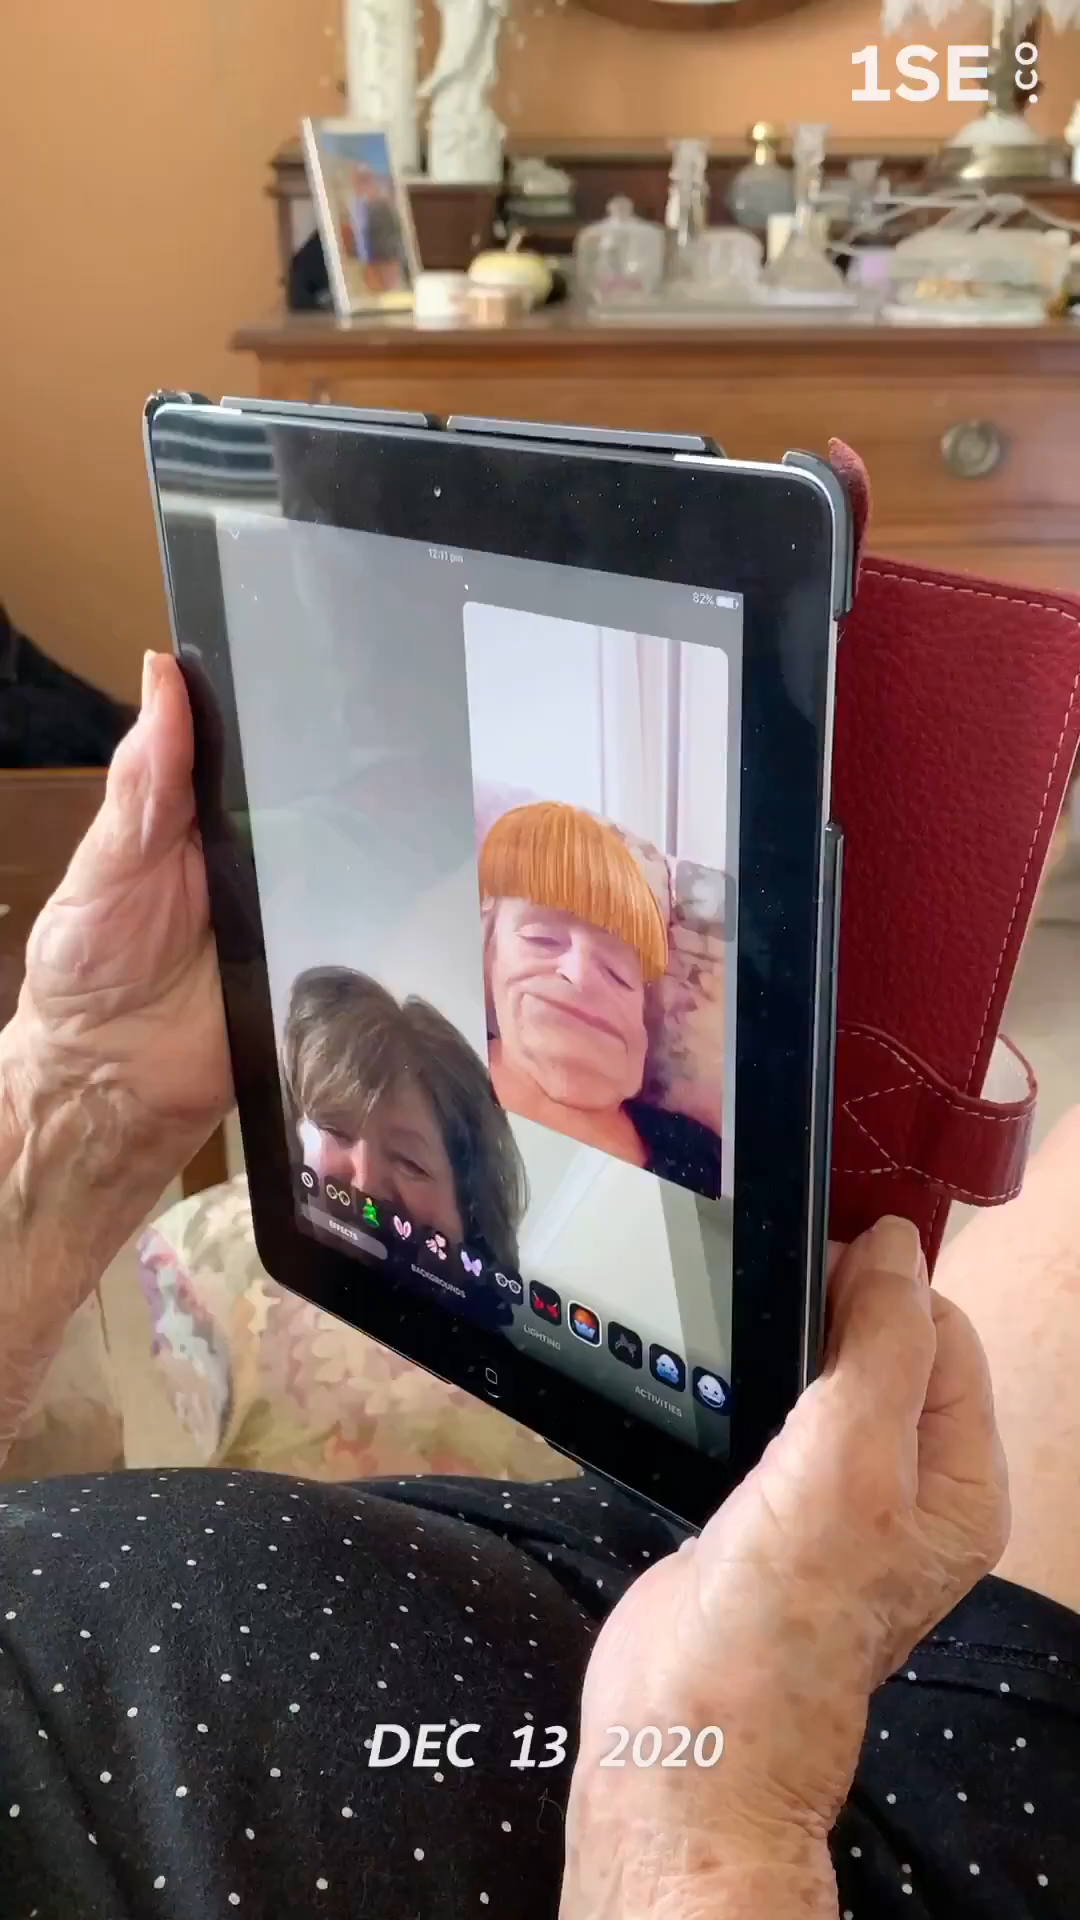 1SE.CO
12:11 pm
82%
EFFECTS
BACKGROUNDS
LIGHTING
ACTIVITIES
DEC 13 2020